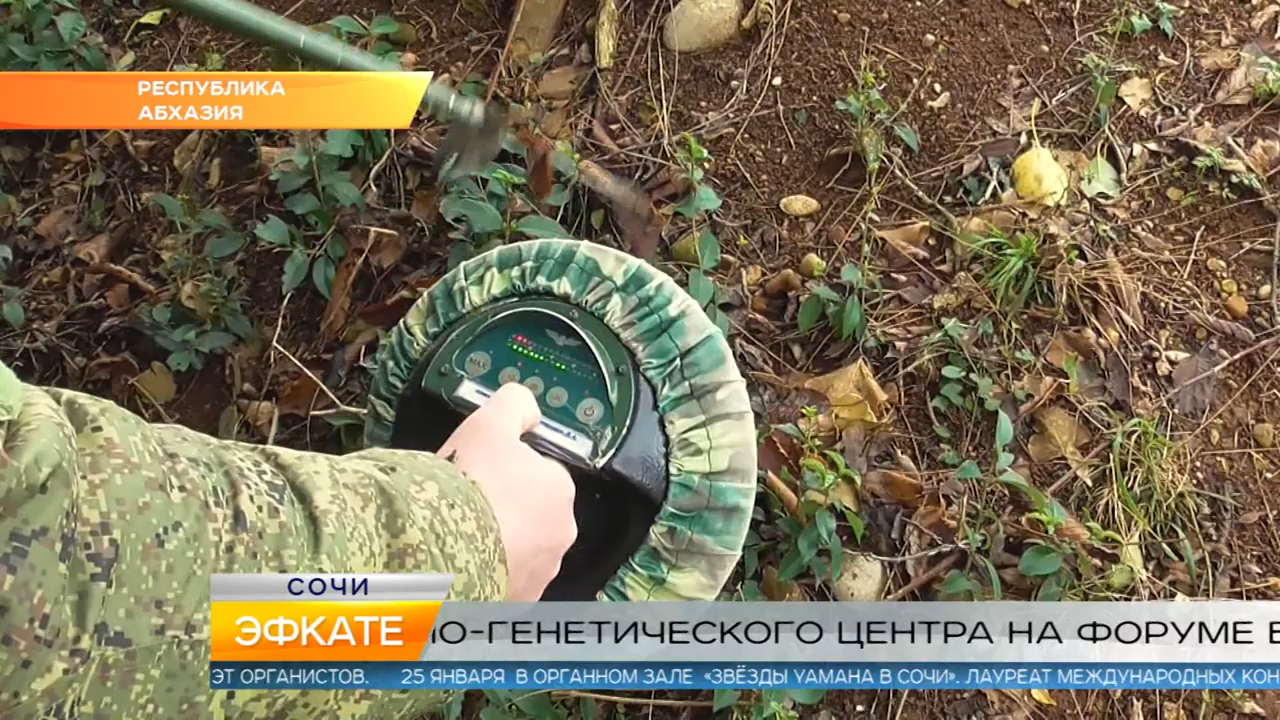 РЕСПУБЛИКА
АБХАЗИЯ
СОЧИ
ЭФКАТЕ
НО-ГЕНЕТИЧЕСКОГО ЦЕНТРА НА ФОРУМЕ В
ЭТ ОРГАНИСТОВ. 25 ЯНВАРЯ В ОРГАННОМ ЗАЛЕ «ЗВЁЗДЫ YAMAHA В СОЧИ». ЛАУРЕАТ МЕЖДУНАРОДНЫХ КОН